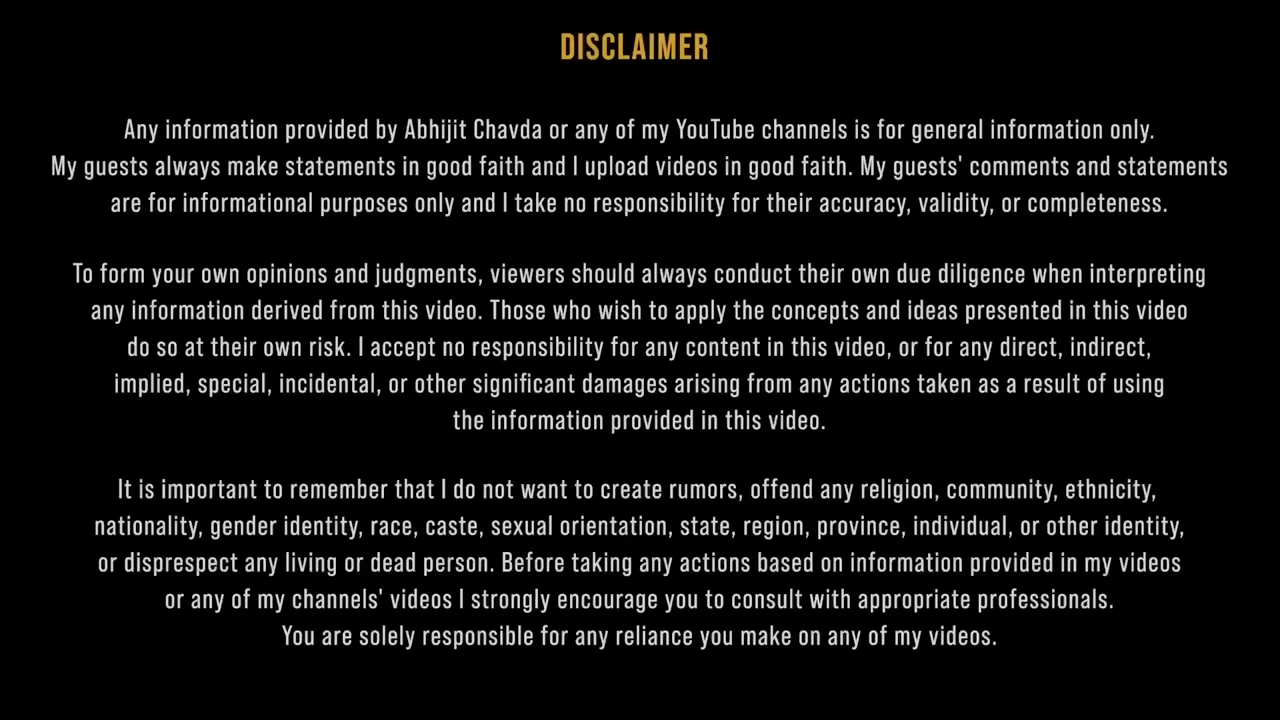 DISCLAIMER
Any information provided by Abhijit Chavda or any of my YouTube channels is for general information only.
My guests always make statements in good faith and I upload videos in good faith. My guests' comments and statements
are for informational purposes only and I take no responsibility for their accuracy, validity, or completeness.
To form your own opinions and judgments, viewers should always conduct their own due diligence when interpreting
any information derived from this video. Those who wish to apply the concepts and ideas presented in this video
do so at their own risk. I accept no responsibility for any content in this video, or for any direct, indirect,
implied, special, incidental, or other significant damages arising from any actions taken as a result of using
the information provided in this video.
It is important to remember that I do not want to create rumors, offend any religion, community, ethnicity,
nationality, gender identity, race, caste, sexual orientation, state, region, province, individual, or other identity,
or disprespect any living or dead person. Before taking any actions based on information provided in my videos
or any of my channels' videos I strongly encourage you to consult with appropriate professionals.
You are solely responsible for any reliance you make on any of my videos.